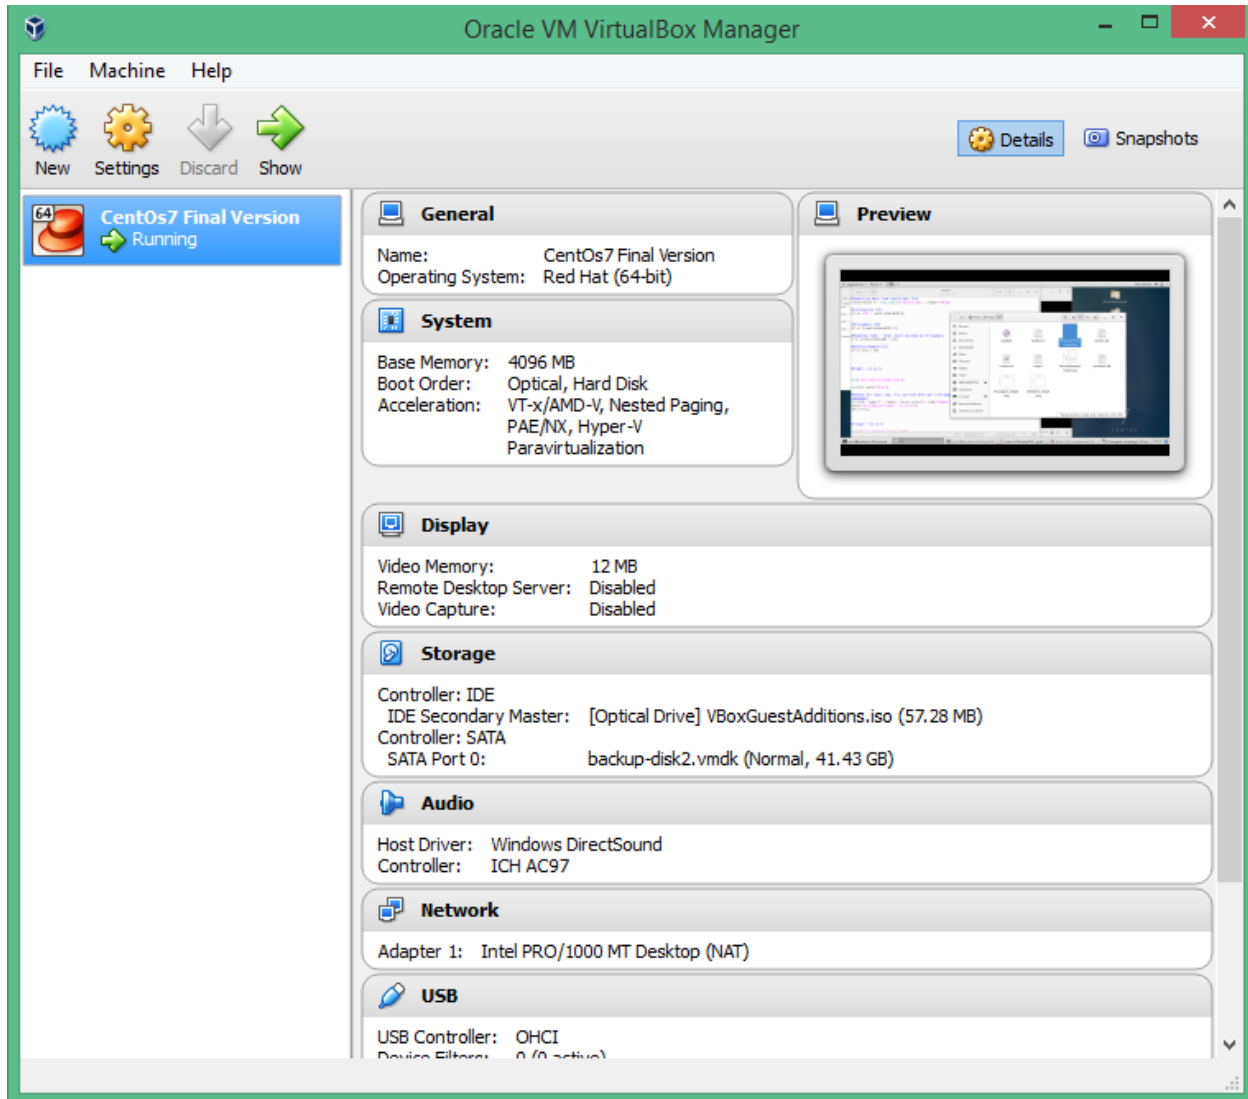 Oracle VM VirtualBox Manager
File Machine Help
New Settings Discard Show
Details Snapshots
64
CentOs7 Final Version
Running
General
Name: CentOs7 Final Version
Operating System: Red Hat (64-bit)
Preview
System
Base Memory: 4096 MB
Boot Order: Optical, Hard Disk
Acceleration: VT-x/AMD-V, Nested Paging,
PAE/NX, Hyper-V
Paravirtualization
Display
Video Memory: 12 MB
Remote Desktop Server: Disabled
Video Capture: Disabled
Storage
Controller: IDE
IDE Secondary Master: [Optical Drive] VBoxGuestAdditions.iso (57.28 MB)
Controller: SATA
SATA Port 0: backup-disk2.vmdk (Normal, 41.43 GB)
Audio
Host Driver: Windows DirectSound
Controller: ICH AC97
Network
Adapter 1: Intel PRO/1000 MT Desktop (NAT)
USB
USB Controller: OHCI
Device Filters: 0 (0 active)